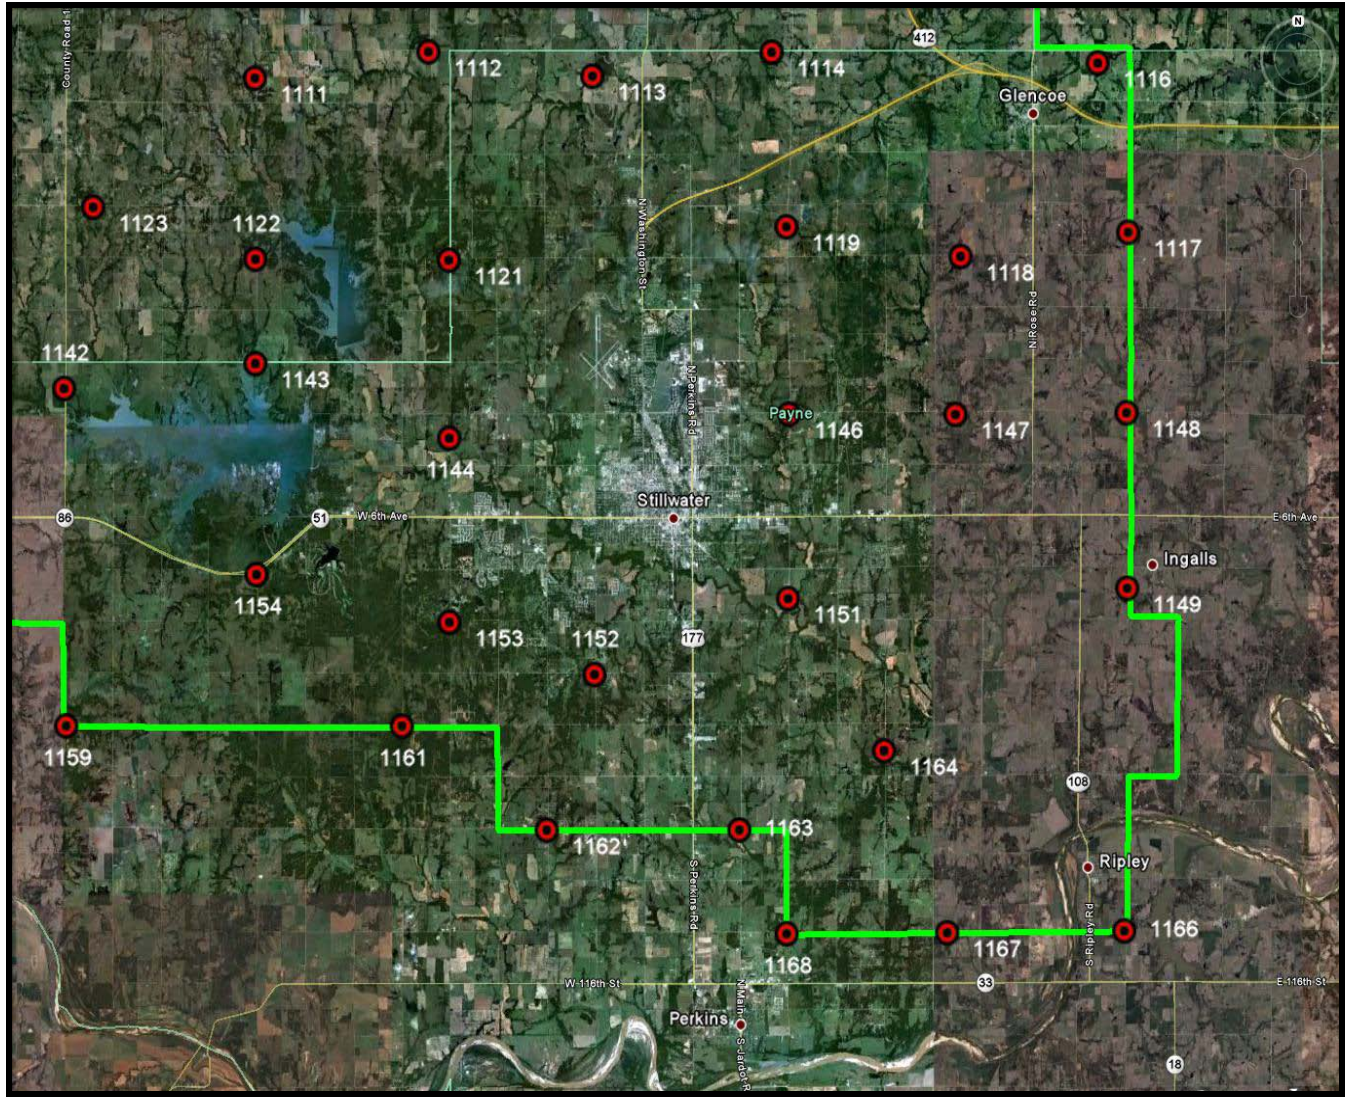 N
County Road 1
412
1112
1114
1111
1113
1116
Glencoe
1123
1122
N Washington St
1119
1117
1121
1118
N Rose Rd
1142
1143
N Perkins Rd
Payne
1146
1147
1148
1144
Stillwater
86
51
W 6th Ave
E 6th Ave
Ingalls
1154
1149
1151
1153
1152
177
1159
1161
1164
108
1163
1162'
Ripley
S Perkins Rd
S Ripley Rd
1166
1168
1167
W 116th St
33
E 116th St
Perkins
N Main
S Jardot R
18